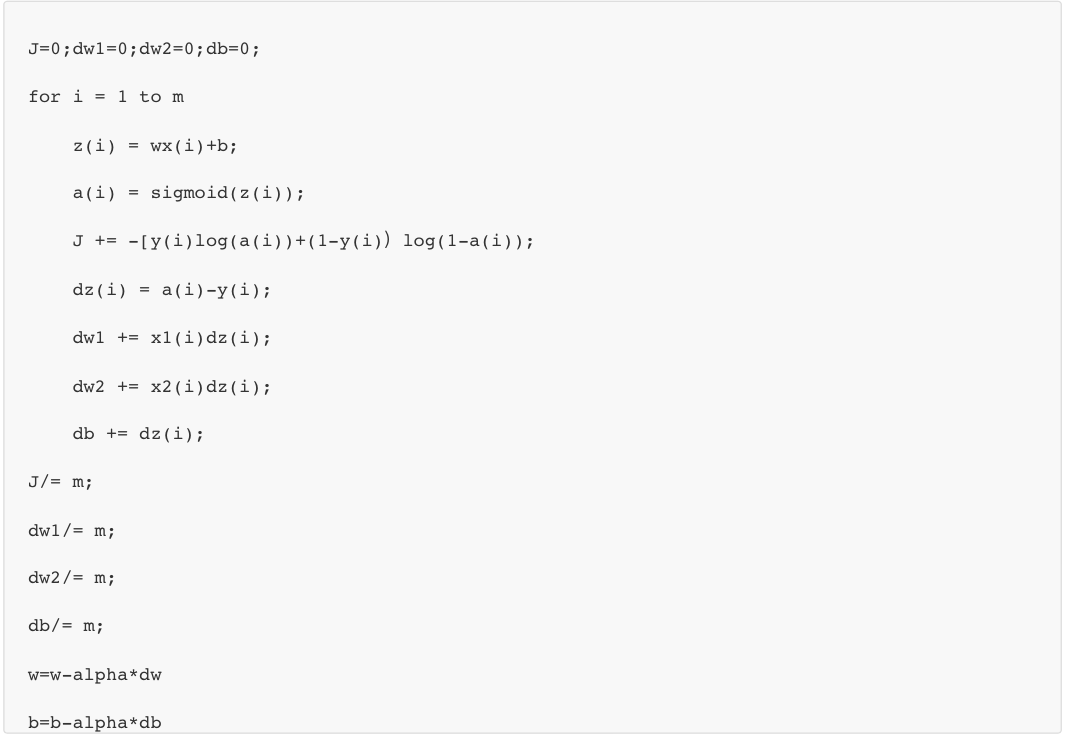 J=0;dw1=0;dw2=0;db=0;
for i = 1 to m
    z(i) = wx(i)+b;
    a(i) = sigmoid(z(i));
    J += -[y(i)log(a(i))+(1-y(i)) log(1-a(i));
    dz(i) = a(i)-y(i);
    dw1 += x1(i)dz(i);
    dw2 += x2(i)dz(i);
    db += dz(i);
J/= m;
dw1/= m;
dw2/= m;
db/= m;
w=w-alpha*dw
b=b-alpha*db